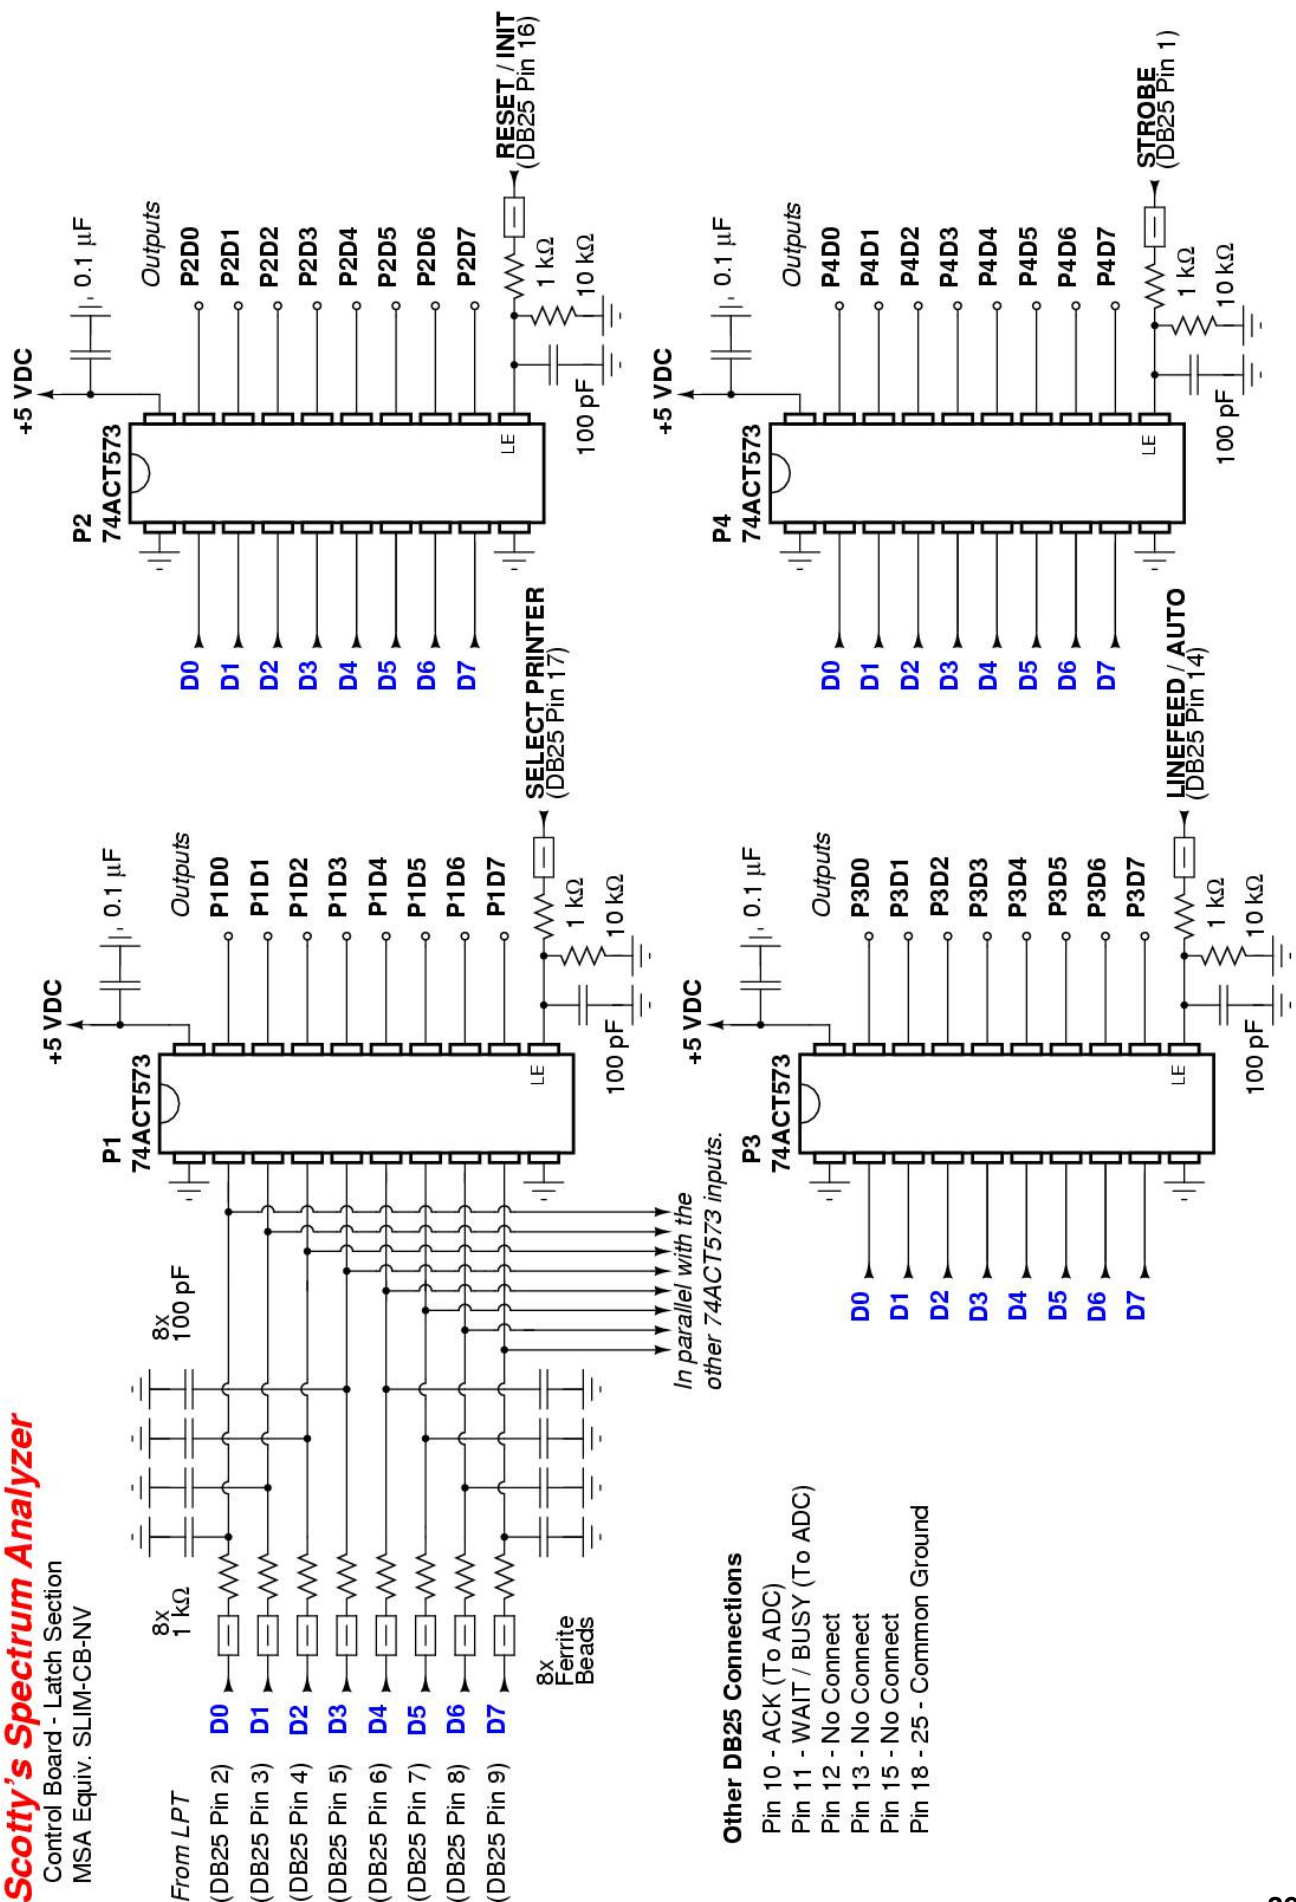 Scotty's Spectrum Analyzer
Control Board - Latch Section
MSA Equiv. SLIM-CB-NV
From LPT
(DB25 Pin 2) D0
(DB25 Pin 3) D1
(DB25 Pin 4) D2
(DB25 Pin 5) D3
(DB25 Pin 6) D4
(DB25 Pin 7) D5
(DB25 Pin 8) D6
(DB25 Pin 9) D7
8x
1 kΩ
8x
Ferrite
Beads
8x
100 pF
In parallel with the
other 74ACT573 inputs.
P1
74ACT573
LE
+5 VDC
0.1 μF
Outputs
P1D0
P1D1
P1D2
P1D3
P1D4
P1D5
P1D6
P1D7
100 pF
1 kΩ
10 kΩ
SELECT PRINTER
(DB25 Pin 17)
D0
D1
D2
D3
D4
D5
D6
D7
P2
74ACT573
LE
+5 VDC
0.1 μF
Outputs
P2D0
P2D1
P2D2
P2D3
P2D4
P2D5
P2D6
P2D7
100 pF
1 kΩ
10 kΩ
RESET / INIT
(DB25 Pin 16)
Other DB25 Connections
Pin 10 - ACK (To ADC)
Pin 11 - WAIT / BUSY (To ADC)
Pin 12 - No Connect
Pin 13 - No Connect
Pin 15 - No Connect
Pin 18 - 25 - Common Ground
D0
D1
D2
D3
D4
D5
D6
D7
P3
74ACT573
LE
+5 VDC
0.1 μF
Outputs
P3D0
P3D1
P3D2
P3D3
P3D4
P3D5
P3D6
P3D7
100 pF
1 kΩ
10 kΩ
LINEFEED / AUTO
(DB25 Pin 14)
D0
D1
D2
D3
D4
D5
D6
D7
P4
74ACT573
LE
+5 VDC
0.1 μF
Outputs
P4D0
P4D1
P4D2
P4D3
P4D4
P4D5
P4D6
P4D7
100 pF
1 kΩ
10 kΩ
STROBE
(DB25 Pin 1)